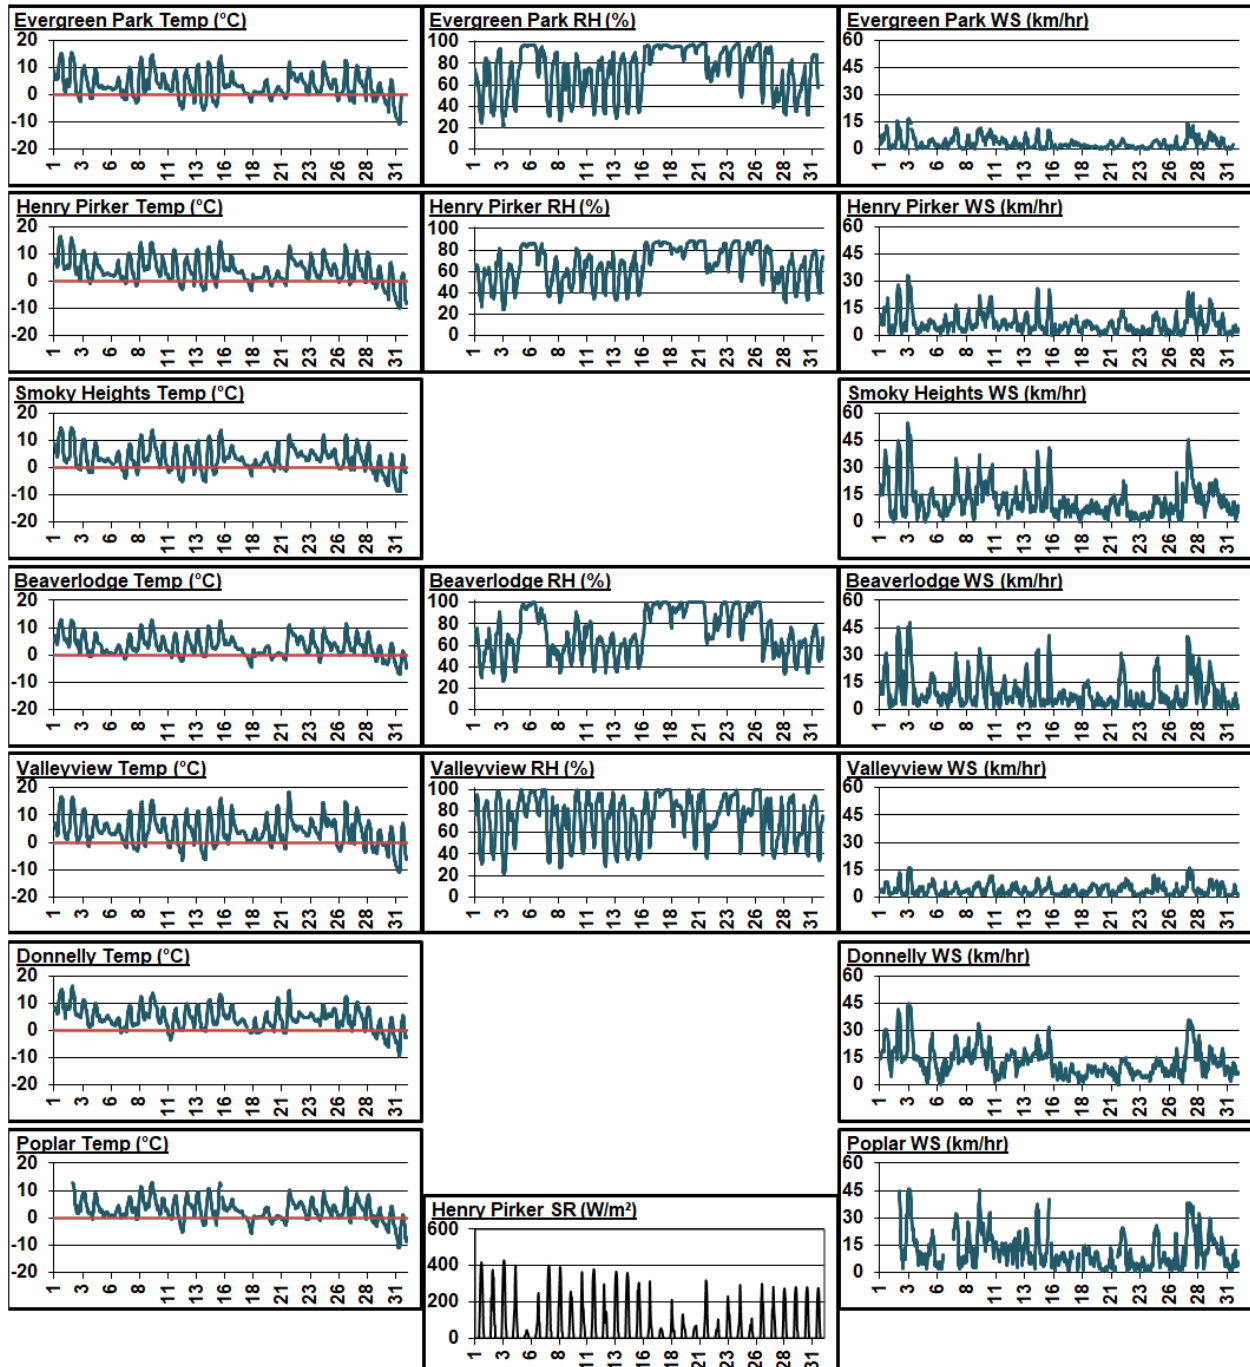 Evergreen Park Temp (°C)
20
10
0
-10
-20
1 3 6 8 11 13 16 18 21 23 26 28 31
Evergreen Park RH (%)
100
80
60
40
20
0
1 3 6 8 11 13 16 18 21 23 26 28 31
Evergreen Park WS (km/hr)
60
45
30
15
0
1 3 6 8 11 13 16 18 21 23 26 28 31
Henry Pirker Temp (°C)
20
10
0
-10
-20
1 3 6 8 11 13 16 18 21 23 26 28 31
Henry Pirker RH (%)
100
80
60
40
20
0
1 3 6 8 11 13 16 18 21 23 26 28 31
Henry Pirker WS (km/hr)
60
45
30
15
0
1 3 6 8 11 13 16 18 21 23 26 28 31
Smoky Heights Temp (°C)
20
10
0
-10
-20
1 3 6 8 11 13 16 18 21 23 26 28 31
Smoky Heights WS (km/hr)
60
45
30
15
0
1 3 6 8 11 13 16 18 21 23 26 28 31
Beaverlodge Temp (°C)
20
10
0
-10
-20
1 3 6 8 11 13 16 18 21 23 26 28 31
Beaverlodge RH (%)
100
80
60
40
20
0
1 3 6 8 11 13 16 18 21 23 26 28 31
Beaverlodge WS (km/hr)
60
45
30
15
0
1 3 6 8 11 13 16 18 21 23 26 28 31
Valleyview Temp (°C)
20
10
0
-10
-20
1 3 6 8 11 13 16 18 21 23 26 28 31
Valleyview RH (%)
100
80
60
40
20
0
1 3 6 8 11 13 16 18 21 23 26 28 31
Valleyview WS (km/hr)
60
45
30
15
0
1 3 6 8 11 13 16 18 21 23 26 28 31
Donnelly Temp (°C)
20
10
0
-10
-20
1 3 6 8 11 13 16 18 21 23 26 28 31
Donnelly WS (km/hr)
60
45
30
15
0
1 3 6 8 11 13 16 18 21 23 26 28 31
Poplar Temp (°C)
20
10
0
-10
-20
1 3 6 8 11 13 16 18 21 23 26 28 31
Henry Pirker SR (W/m²)
600
400
200
0
1 3 6 8 11 13 16 18 21 23 26 28 31
Poplar WS (km/hr)
60
45
30
15
0
1 3 6 8 11 13 16 18 21 23 26 28 31